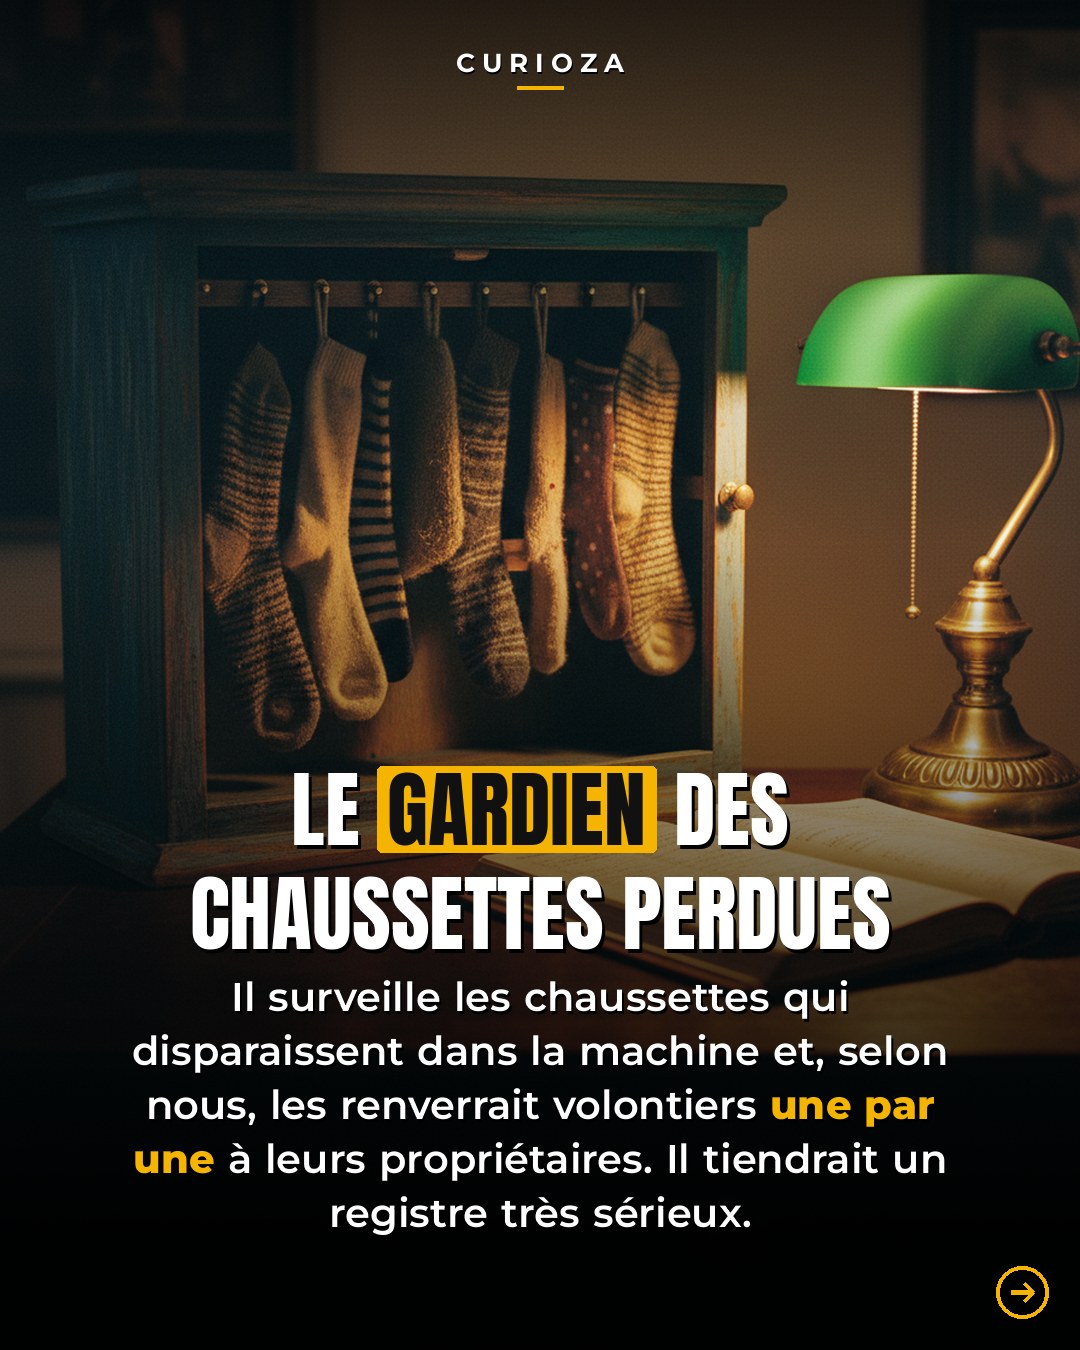 CURIOZA
LE GARDIEN DES
CHAUSSETTES PERDUES
Il surveille les chaussettes qui
disparaissent dans la machine et, selon
nous, les renverrait volontiers une par
une à leurs propriétaires. Il tiendrait un
registre très sérieux.